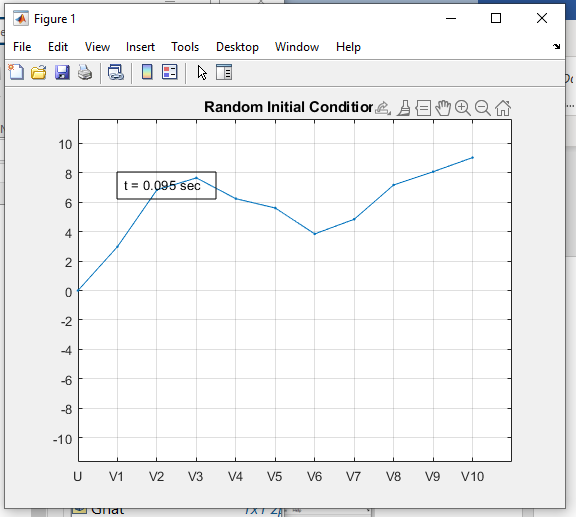 Figure 1
File Edit View Insert Tools Desktop Window Help
Random Initial Condition
10
8
t = 0.095 sec
6
4
2
0
-2
-4
-6
-8
-10
U V1 V2 V3 V4 V5 V6 V7 V8 V9 V10